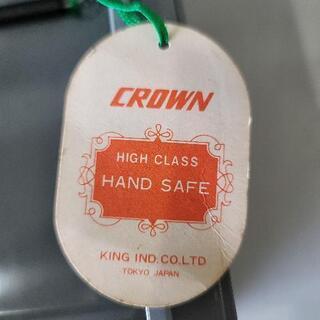 CROWN
HIGH CLASS
HAND SAFE
KING IND.CO.LTD
TOKYO JAPAN